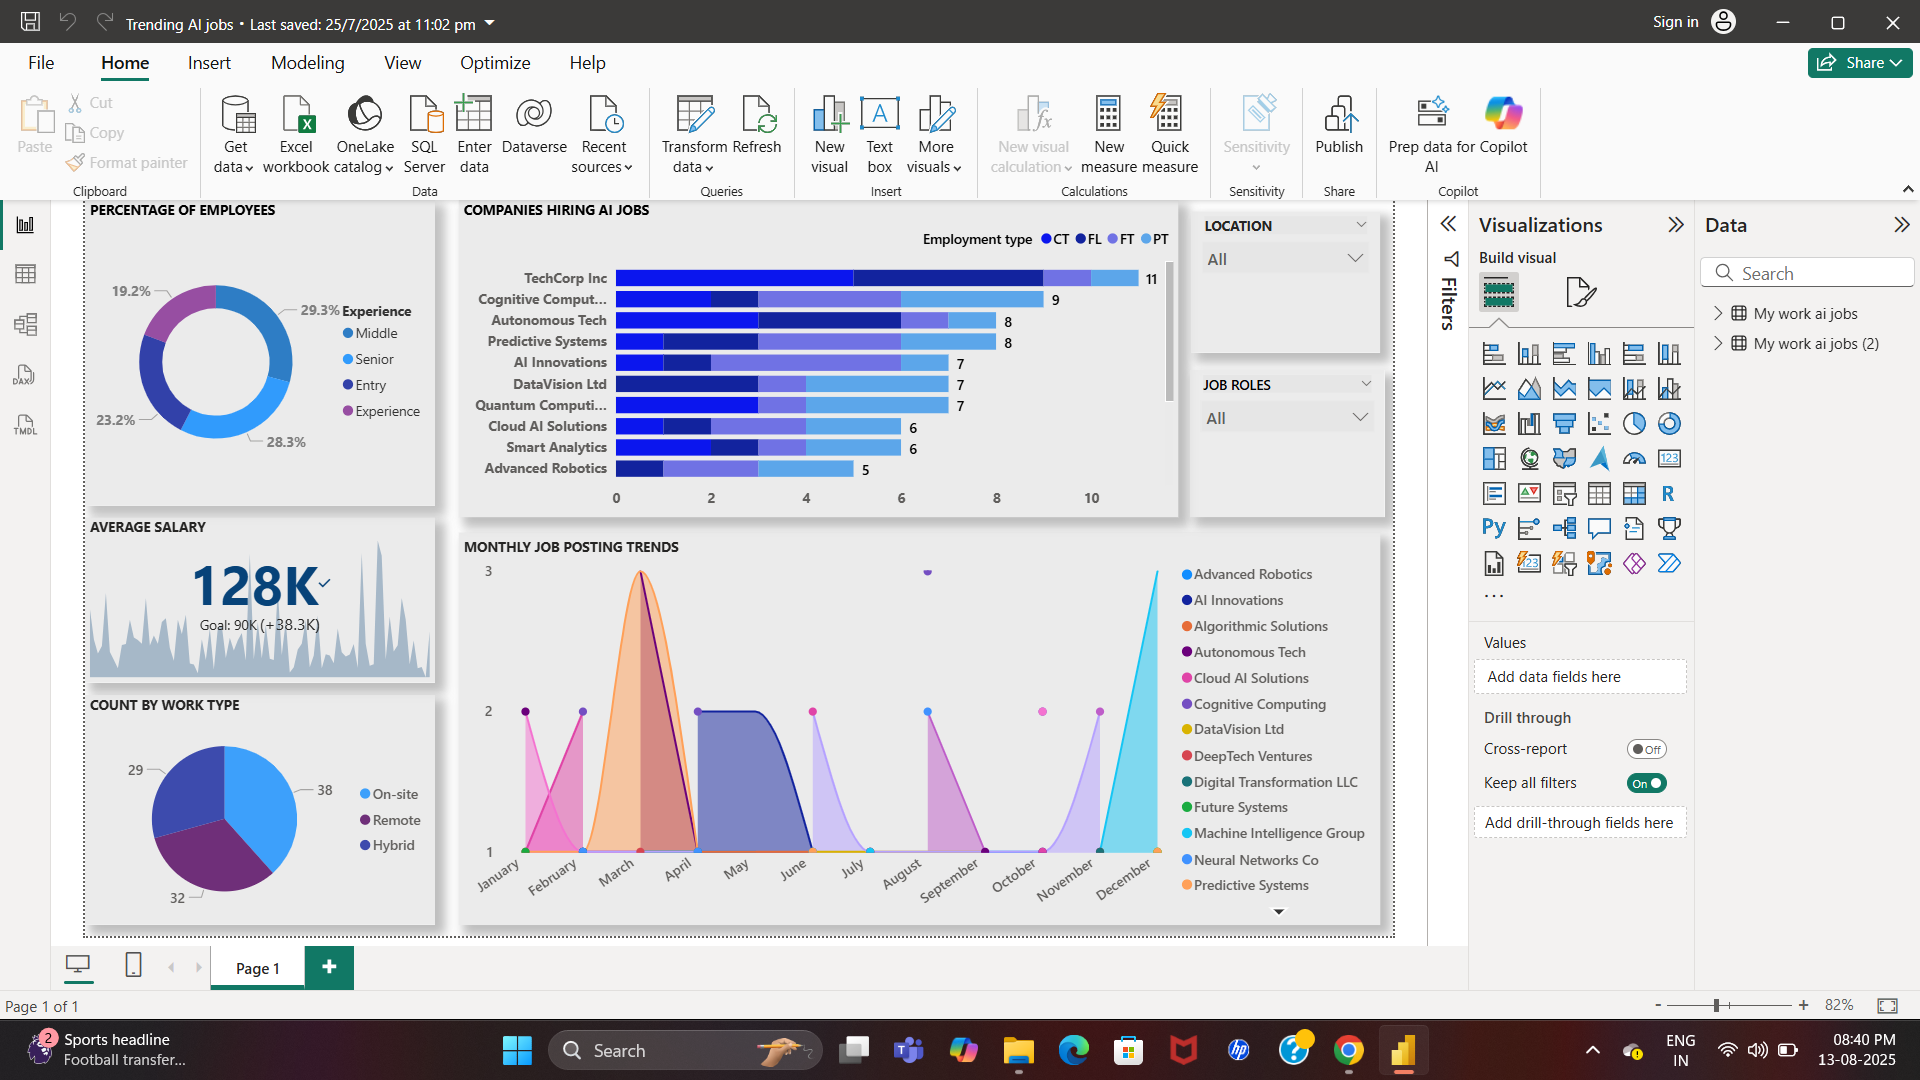 Trending AI jobs • Last saved: 25/7/2025 at 11:02 pm
Sign in
File Home Insert Modeling View Optimize Help
Share
Paste
Cut
Copy
Format painter
Clipboard
Get data
Excel workbook
OneLake catalog
SQL Server
Enter data
Dataverse
Recent sources
Data
Transform data
Refresh
Queries
New visual
Text box
More visuals
Insert
New visual calculation
New measure
Quick measure
Calculations
Sensitivity
Sensitivity
Publish
Share
Prep data for AI
Copilot
Copilot
DAX
TMDL
PERCENTAGE OF EMPLOYEES
19.2%
29.3%
23.2%
28.3%
Experience
Middle
Senior
Entry
Experience
AVERAGE SALARY
128K
Goal: 90K (+38.3K)
COUNT BY WORK TYPE
29
38
32
On-site
Remote
Hybrid
COMPANIES HIRING AI JOBS
Employment type CT FL FT PT
TechCorp Inc 11
Cognitive Comput... 9
Autonomous Tech 8
Predictive Systems 8
AI Innovations 7
DataVision Ltd 7
Quantum Computi... 7
Cloud AI Solutions 6
Smart Analytics 6
Advanced Robotics 5
0 2 4 6 8 10
LOCATION
All
JOB ROLES
All
MONTHLY JOB POSTING TRENDS
3
2
1
January February March April May June July August September October November December
Advanced Robotics
AI Innovations
Algorithmic Solutions
Autonomous Tech
Cloud AI Solutions
Cognitive Computing
DataVision Ltd
DeepTech Ventures
Digital Transformation LLC
Future Systems
Machine Intelligence Group
Neural Networks Co
Predictive Systems
Filters
Visualizations
Build visual
123
R
Py
123
...
Values
Add data fields here
Drill through
Cross-report
Off
Keep all filters
On
Add drill-through fields here
Data
Search
My work ai jobs
My work ai jobs (2)
Page 1
+
Page 1 of 1
- + 82%
2
Sports headline
Football transfer...
Search
hp
ENG
IN
08:40 PM
13-08-2025